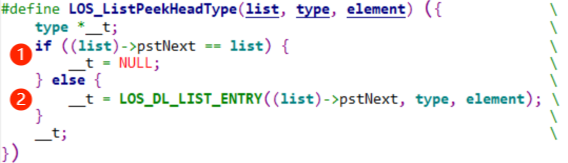 #define LOS_ListPeekHeadType(list, type, element) ({ \
type *__t; \
1 if ((list)->pstNext == list) { \
__t = NULL; \
} else { \
2 __t = LOS_DL_LIST_ENTRY((list)->pstNext, type, element); \
} \
__t; \
})